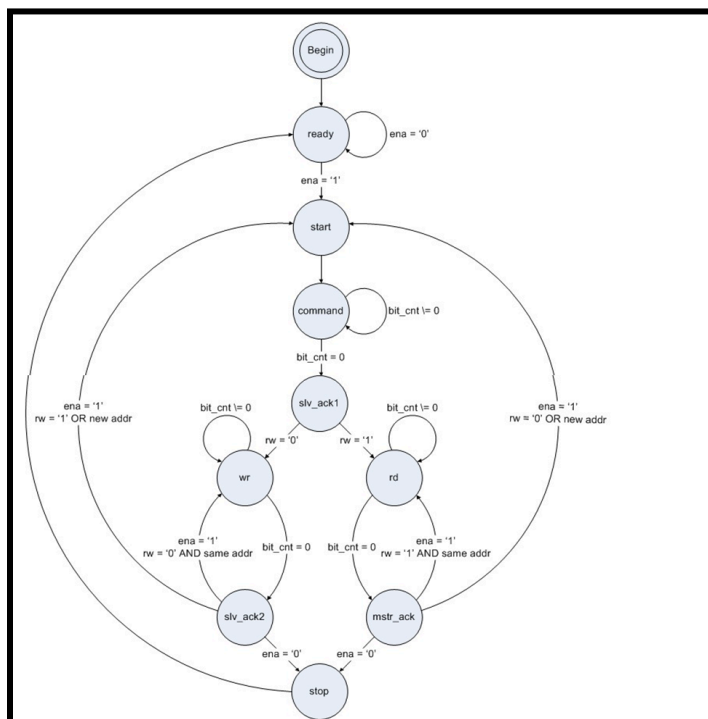 Begin
ready
ena = ‘0’
ena = ‘1’
start
command
bit_cnt \= 0
bit_cnt = 0
slv_ack1
ena = ‘1’
rw = ‘1’ OR new addr
bit_cnt \= 0
bit_cnt \= 0
ena = ‘1’
rw = ‘0’ OR new addr
rw = ‘0’
rw = ‘1’
wr
rd
ena = ‘1’
rw = ‘0’ AND same addr
bit_cnt = 0
bit_cnt = 0
ena = ‘1’
rw = ‘1’ AND same addr
slv_ack2
mstr_ack
ena = ‘0’
ena = ‘0’
stop